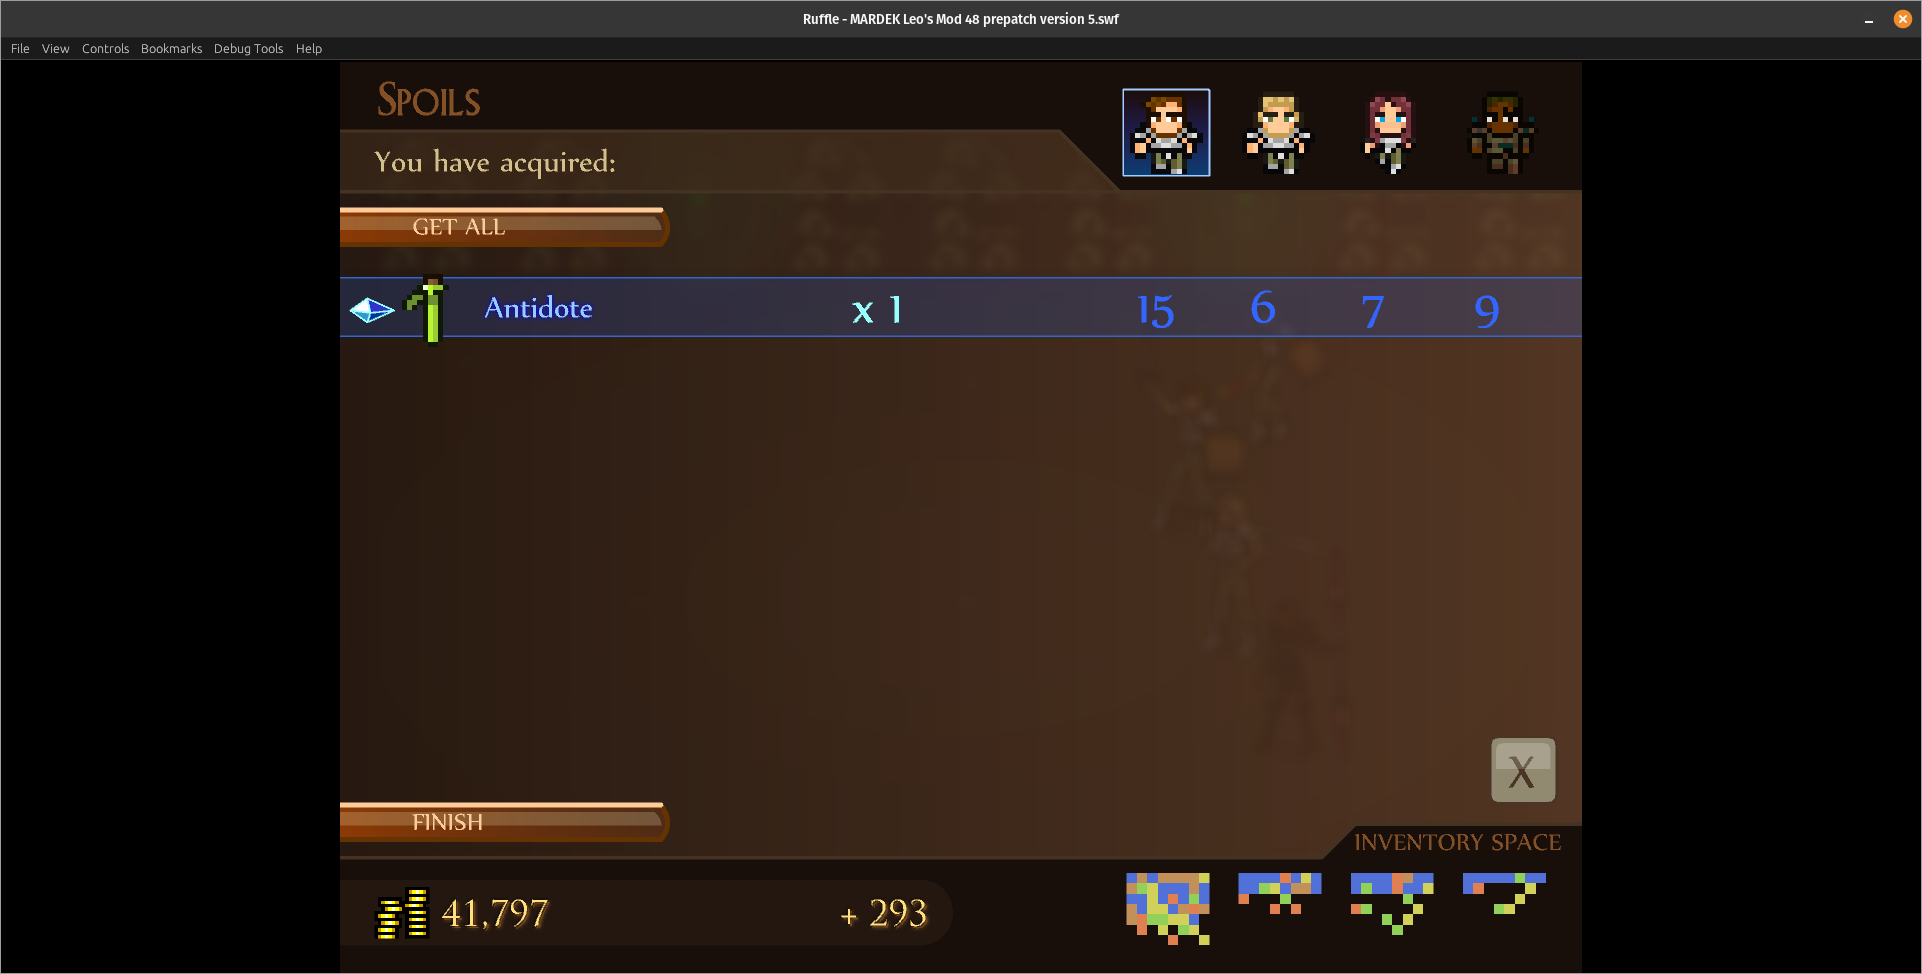 Ruffle - MARDEK Leo's Mod 48 prepatch version 5.swf
File View Controls Bookmarks Debug Tools Help
Spoils
You have acquired:
GET ALL
Antidote x 1 15 6 7 9
X
FINISH
INVENTORY SPACE
41,797 + 293